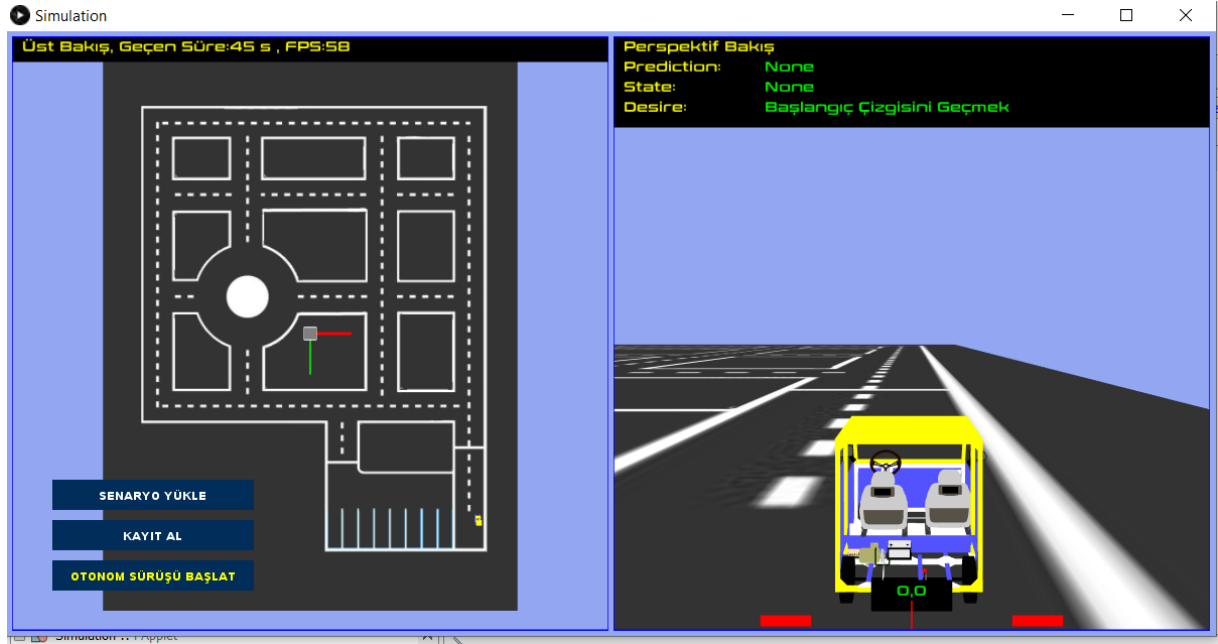 Simulation
Üst Bakış, Geçen Süre:45 s , FPS:58
Perspektif Bakış
Prediction: None
State: None
Desire: Başlangıç Çizgisini Geçmek
SENARYO YÜKLE
KAYIT AL
OTONOM SÜRÜŞÜ BAŞLAT
0,0